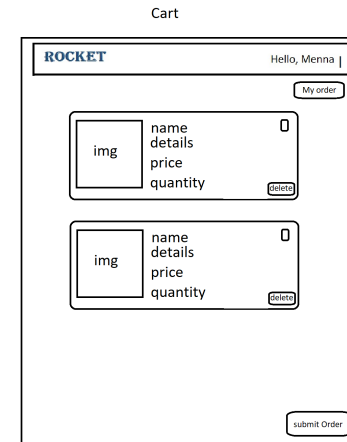 Cart
ROCKET
Hello, Menna
My order
img
name
details
price
quantity
delete
img
name
details
price
quantity
delete
submit Order